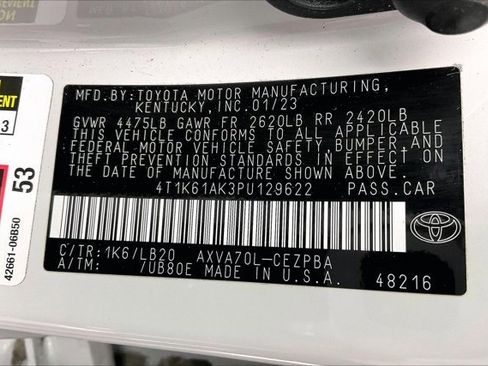 MFD.BY:TOYOTA MOTOR MANUFACTURING,
KENTUCKY,INC.01/23
GVWR 4475LB GAWR FR 2620LB RR 2420LB
THIS VEHICLE CONFORMS TO ALL APPLICABLE
FEDERAL MOTOR VEHICLE SAFETY,BUMPER,AND
THEFT PREVENTION STANDARDS IN EFFECT ON
THE DATE OF MANUFACTURE SHOWN ABOVE.
4T1K61AK3PU129622 PASS.CAR
C/TR:1K6/LB20 AXVA70L-CEZPBA
A/TM: /UB80E MADE IN U.S.A. 48216
53
42661-06B50